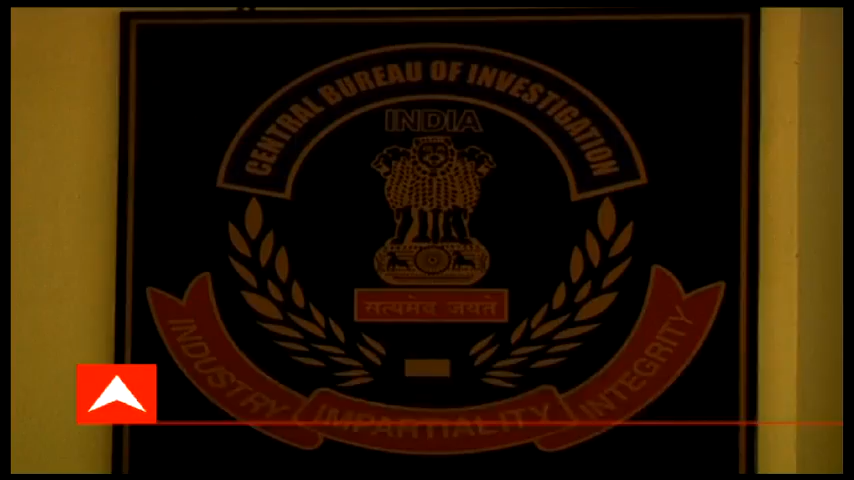 CENTRAL BUREAU OF INVESTIGATION
INDIA
सत्यमेव जयते
INDUSTRY IMPARTIALITY INTEGRITY